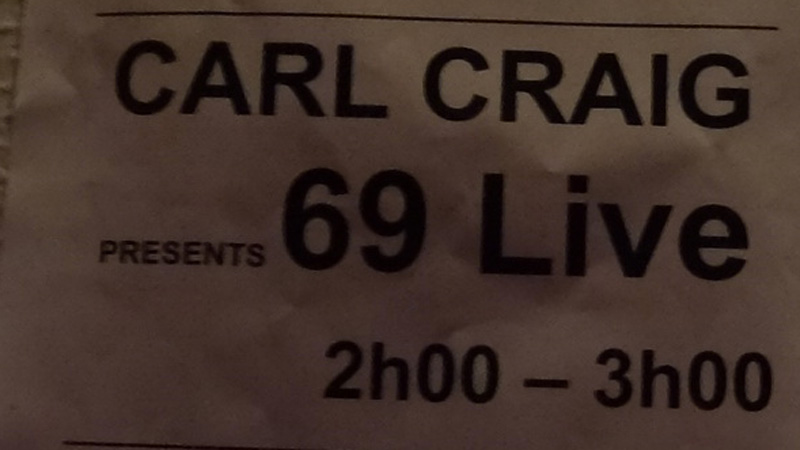 CARL CRAIG
PRESENTS 69 Live
2h00 – 3h00